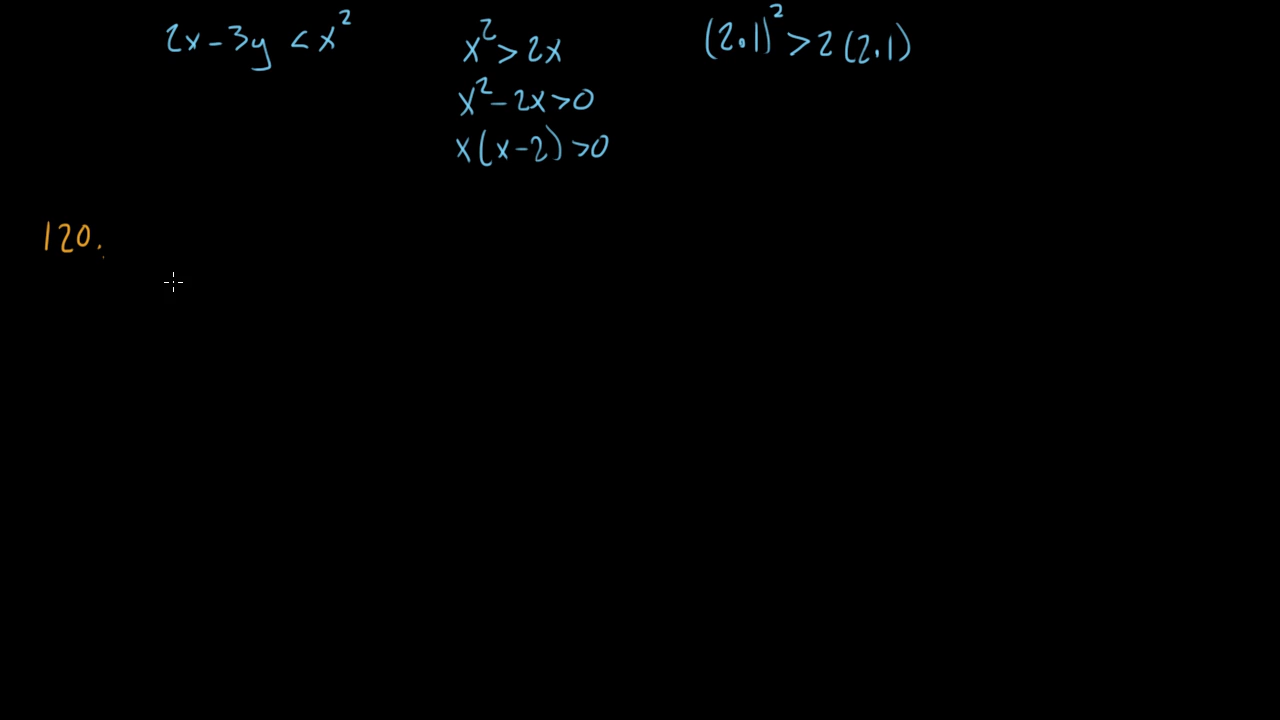 2x - 3y < x²
x² > 2x
x² - 2x > 0
x(x-2) > 0
(2.1)² > 2(2.1)
120.